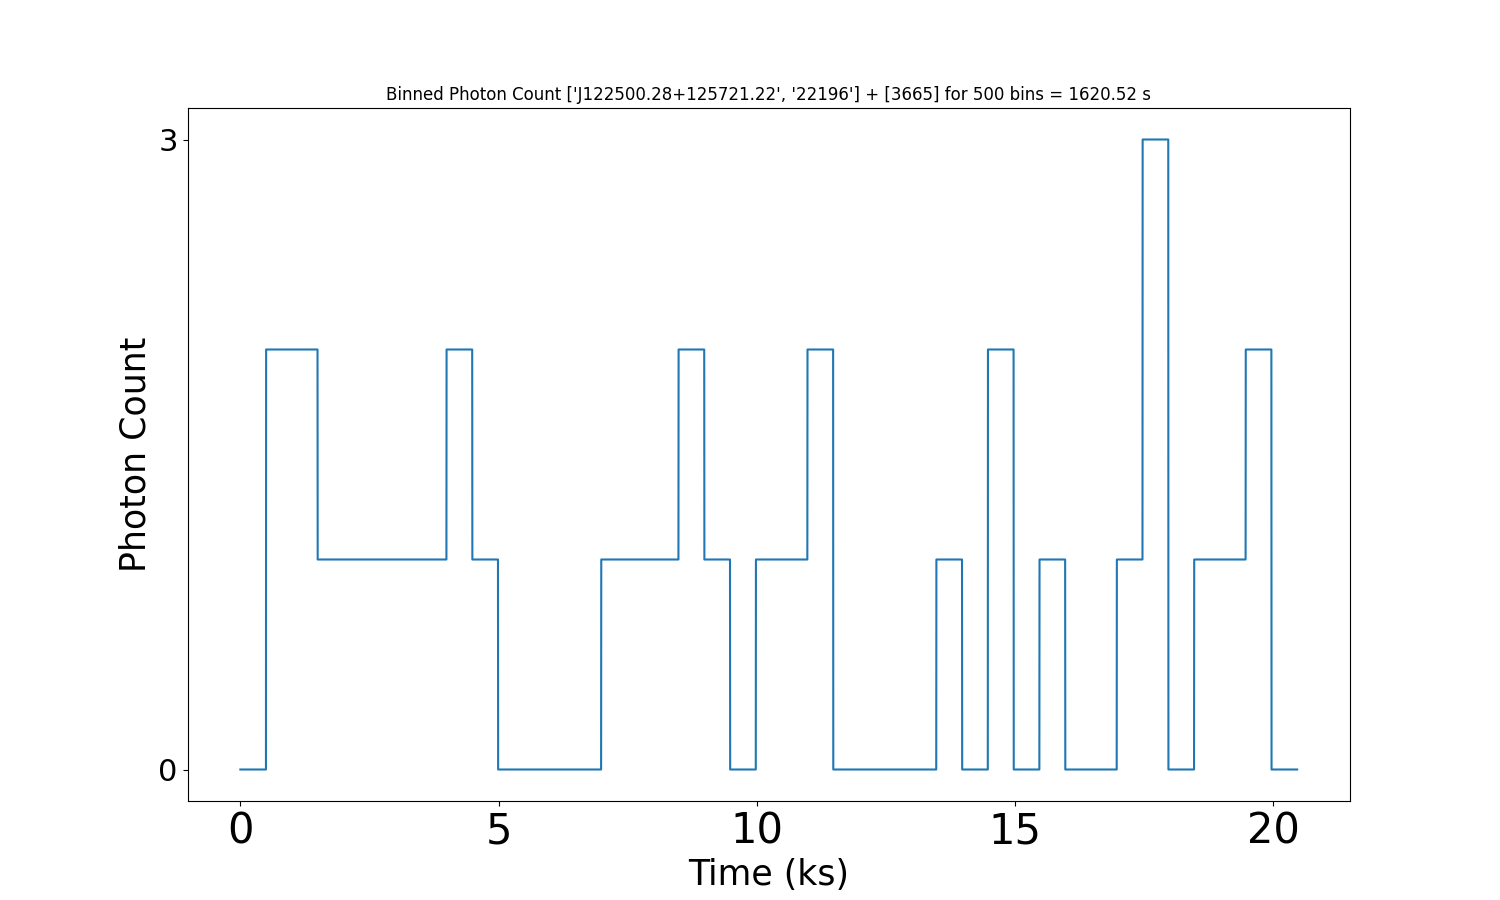 Binned Photon Count ['J122500.28+125721.22', '22196'] + [3665] for 500 bins = 1620.52 s
3
Photon Count
0
0 5 10 15 20
Time (ks)